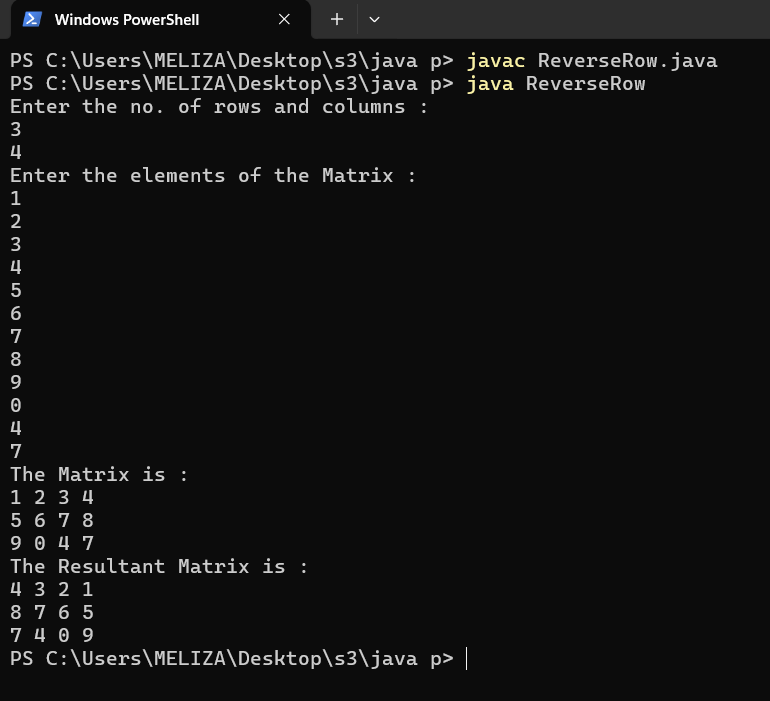 Windows PowerShell
PS C:\Users\MELIZA\Desktop\s3\java p> javac ReverseRow.java
PS C:\Users\MELIZA\Desktop\s3\java p> java ReverseRow
Enter the no. of rows and columns :
3
4
Enter the elements of the Matrix :
1
2
3
4
5
6
7
8
9
0
4
7
The Matrix is :
1 2 3 4
5 6 7 8
9 0 4 7
The Resultant Matrix is :
4 3 2 1
8 7 6 5
7 4 0 9
PS C:\Users\MELIZA\Desktop\s3\java p>